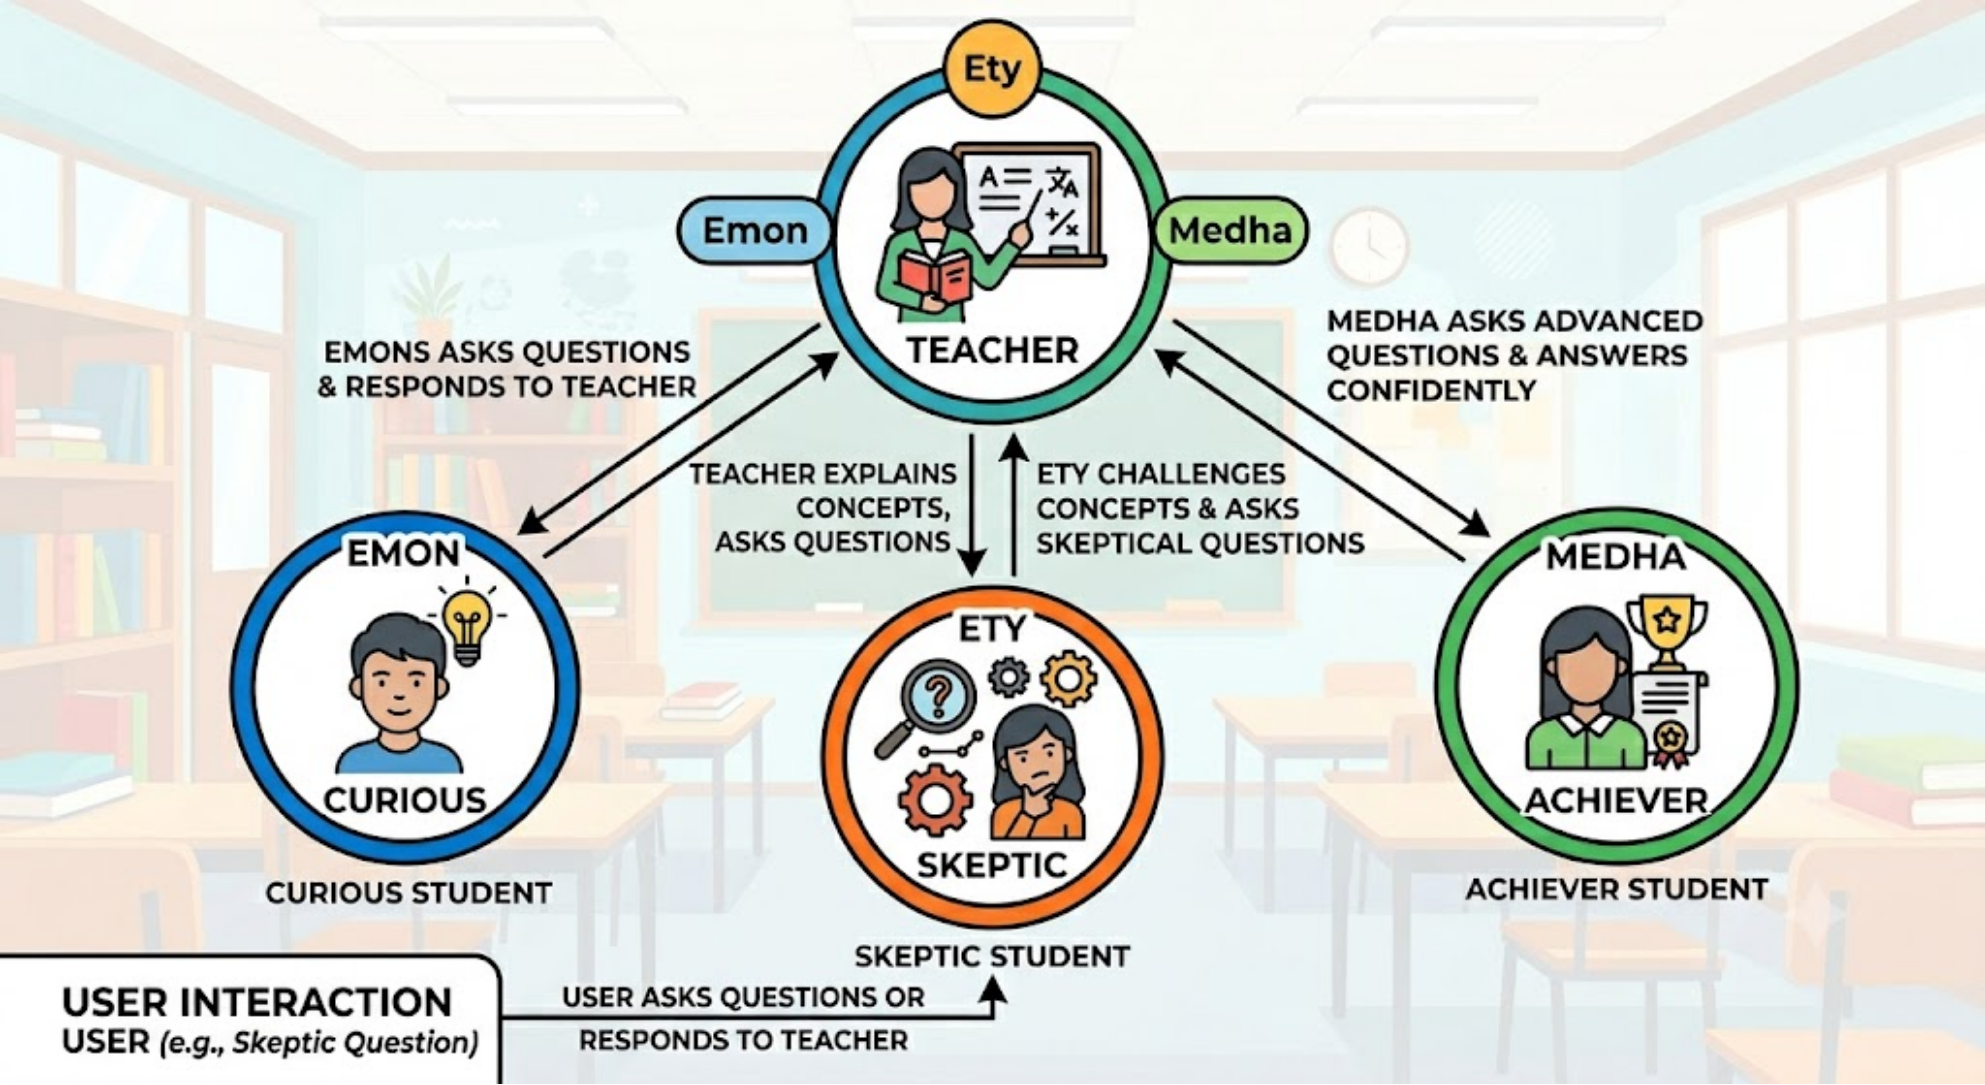 Ety
Emon
Medha
A
文A
+/×
TEACHER
EMONS ASKS QUESTIONS
& RESPONDS TO TEACHER
MEDHA ASKS ADVANCED
QUESTIONS & ANSWERS
CONFIDENTLY
TEACHER EXPLAINS
CONCEPTS,
ASKS QUESTIONS
ETY CHALLENGES
CONCEPTS & ASKS
SKEPTICAL QUESTIONS
EMON
CURIOUS
CURIOUS STUDENT
ETY
?
SKEPTIC
SKEPTIC STUDENT
MEDHA
ACHIEVER
ACHIEVER STUDENT
USER INTERACTION
USER (e.g., Skeptic Question)
USER ASKS QUESTIONS OR
RESPONDS TO TEACHER